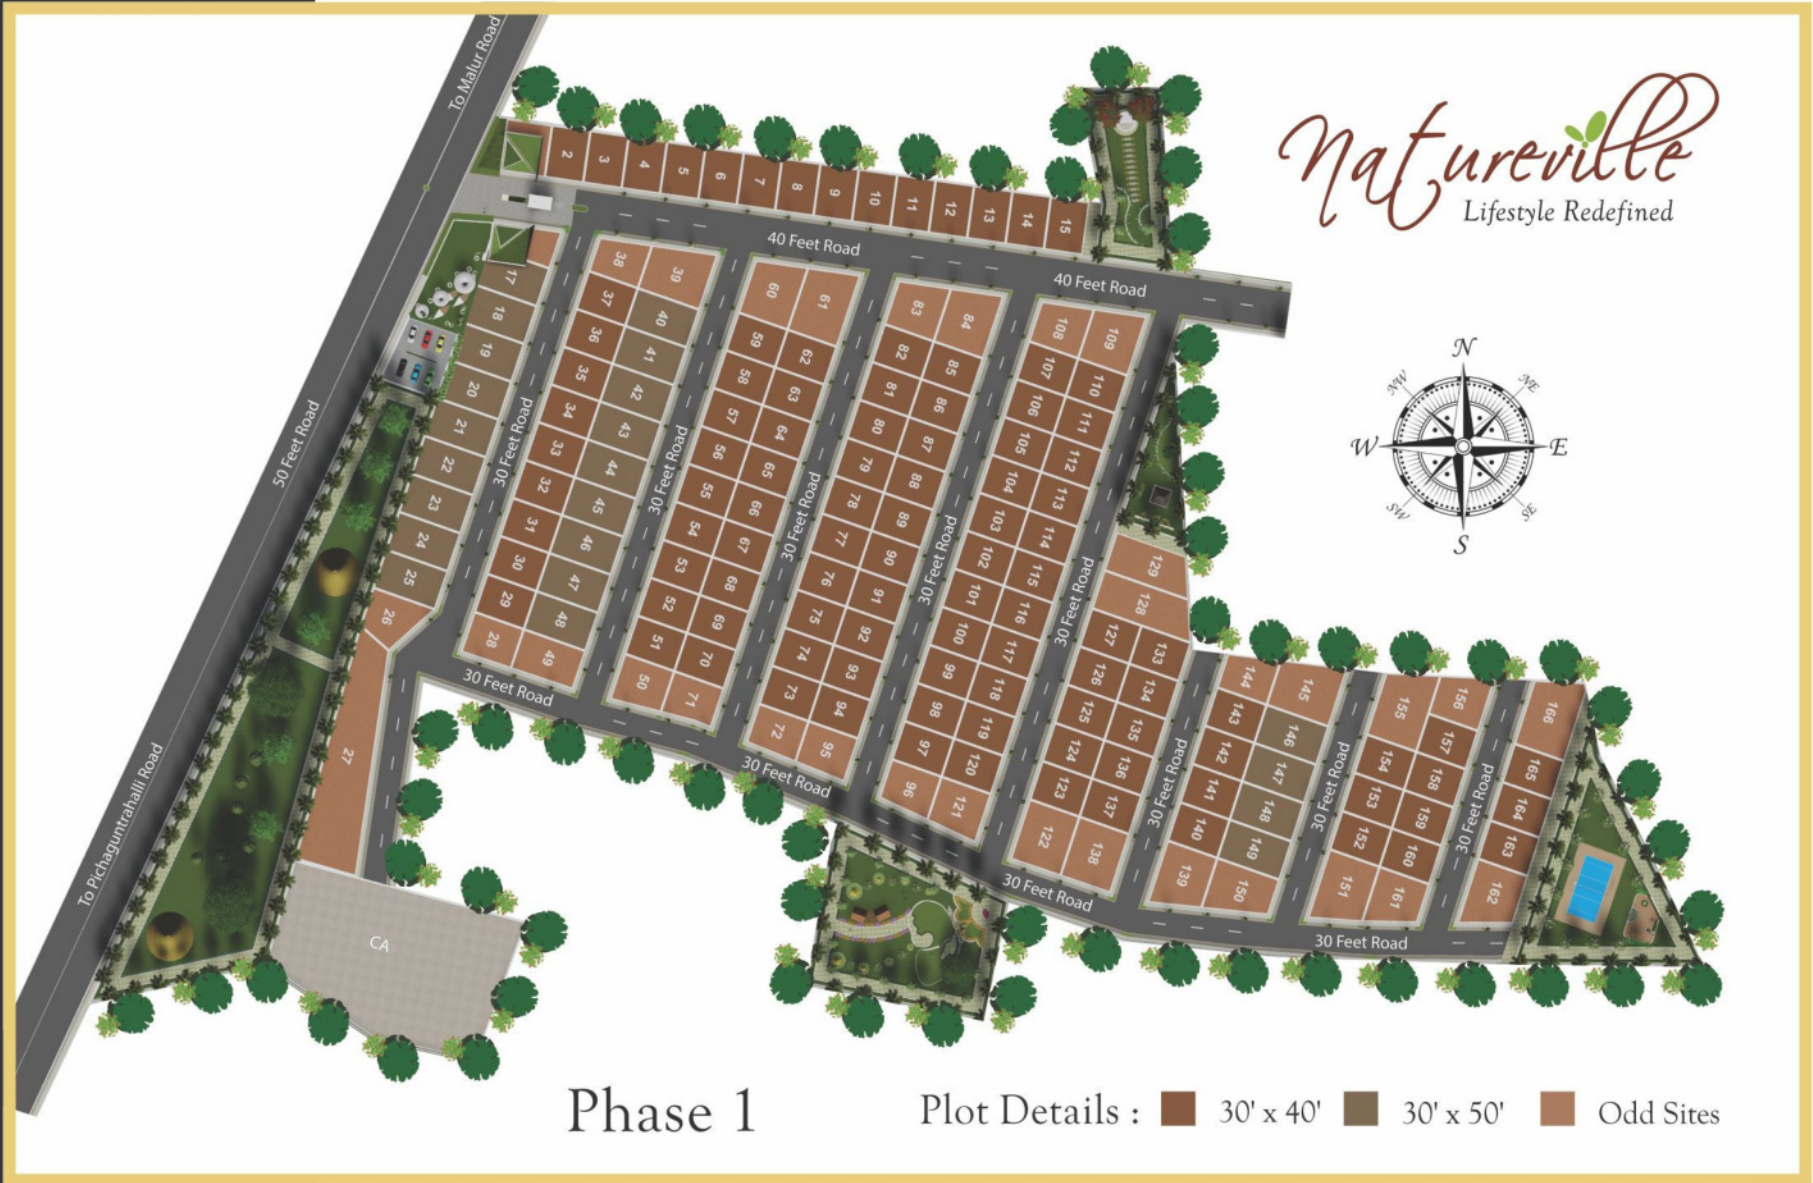 Natureville
Lifestyle Redefined
To Malur Road
50 Feet Road
To Pichaguntrahalli Road
2 3 4 5 6 7 8 9 10 11 12 13 14 15
40 Feet Road
40 Feet Road
17 18 19 20 21 22 23 24 25 26 27
30 Feet Road
38 37 36 35 34 33 32 31 30 29 28
39 40 41 42 43 44 45 46 47 48 49
30 Feet Road
60 59 58 57 56 55 54 53 52 51 50
61 62 63 64 65 66 67 68 69 70 71
30 Feet Road
83 82 81 80 79 78 77 76 75 74 73 72
84 85 86 87 88 89 90 91 92 93 94 95
30 Feet Road
108 107 106 105 104 103 102 101 100 99 98 97 96
109 110 111 112 113 114 115 116 117 118 119 120 121
30 Feet Road
129 128
127 126 125 124 123 122
133 134 135 136 137 138
30 Feet Road
144 143 142 141 140 139
145 146 147 148 149 150
30 Feet Road
155 154 153 152 151
156 157 158 159 160 161
30 Feet Road
166 165 164 163 162
30 Feet Road
30 Feet Road
30 Feet Road
30 Feet Road
CA
N
NW
NE
W
E
SW
SE
S
Phase 1
Plot Details : 30' x 40' 30' x 50' Odd Sites